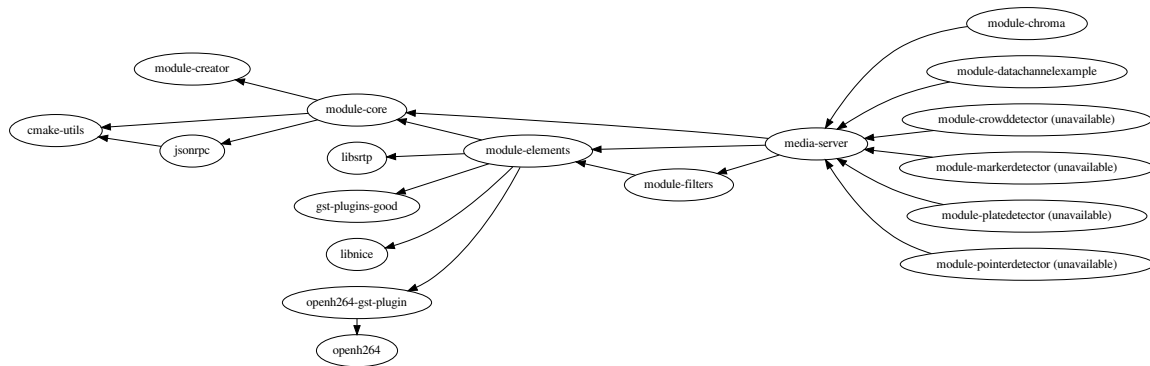 module-chroma
module-creator
module-datachannelexample
module-core
cmake-utils
module-crowddetector (unavailable)
jsonrpc
module-elements
media-server
libsrtp
module-markerdetector (unavailable)
module-filters
gst-plugins-good
module-platedetector (unavailable)
libnice
module-pointerdetector (unavailable)
openh264-gst-plugin
openh264